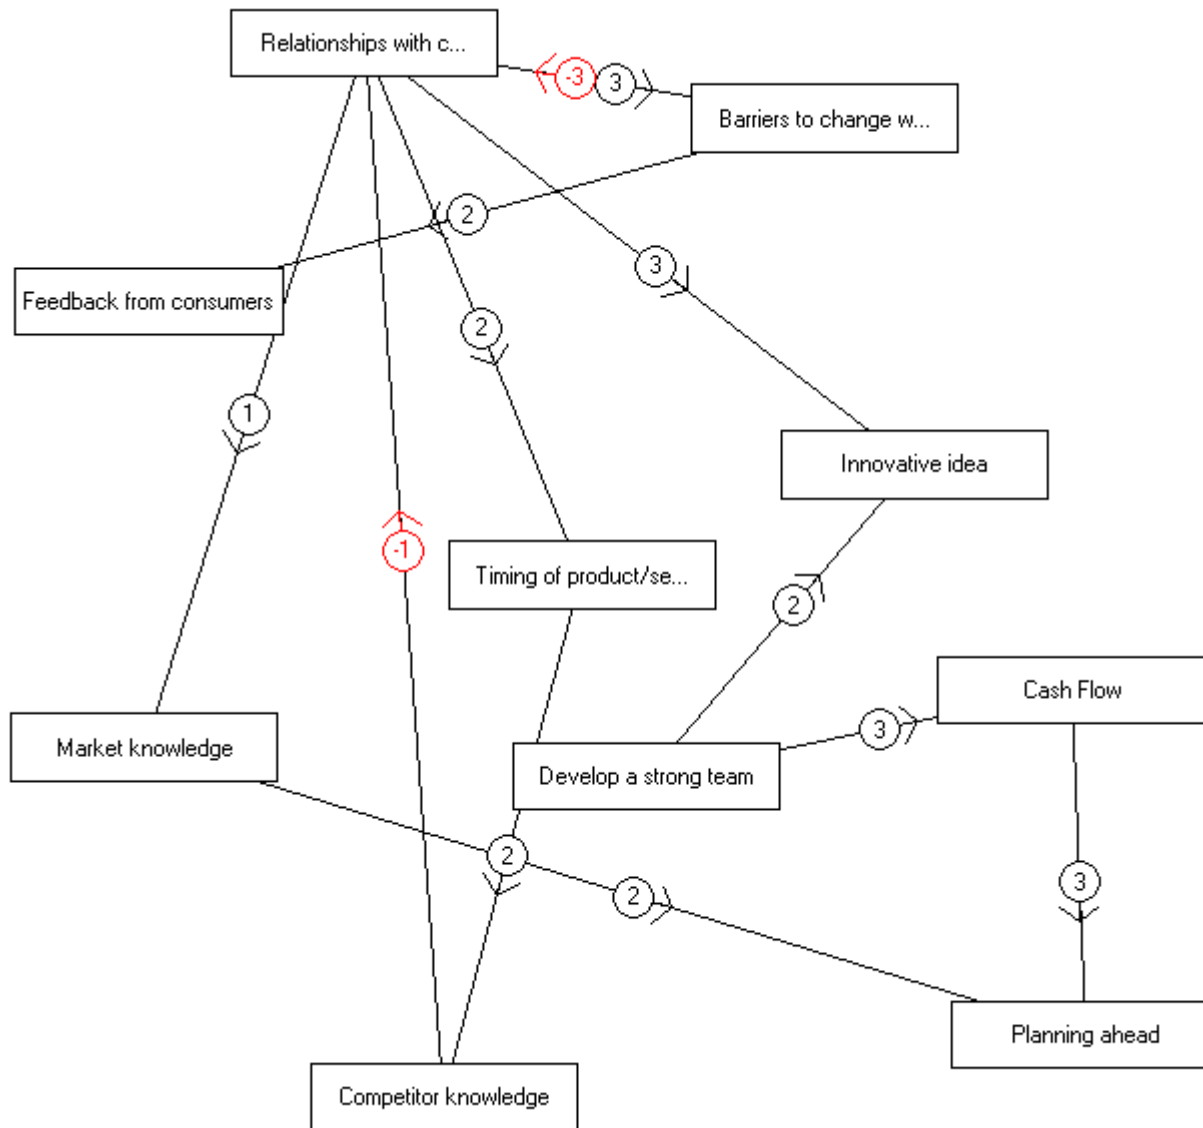 Relationships with c...
-3
3
Barriers to change w...
2
Feedback from consumers
3
2
1
Innovative idea
-1
Timing of product/se...
2
Cash Flow
3
Market knowledge
Develop a strong team
2
3
2
Planning ahead
Competitor knowledge